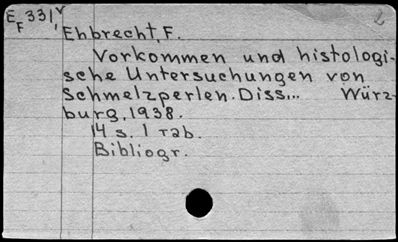 E 331
F
Ehbrecht, F.
Vorkommen und histologi-
sche Untersuchungen von
Schmelzperlen. Diss... Würz-
burg, 1938.
14 s. 1 Tab.
Bibliogr.